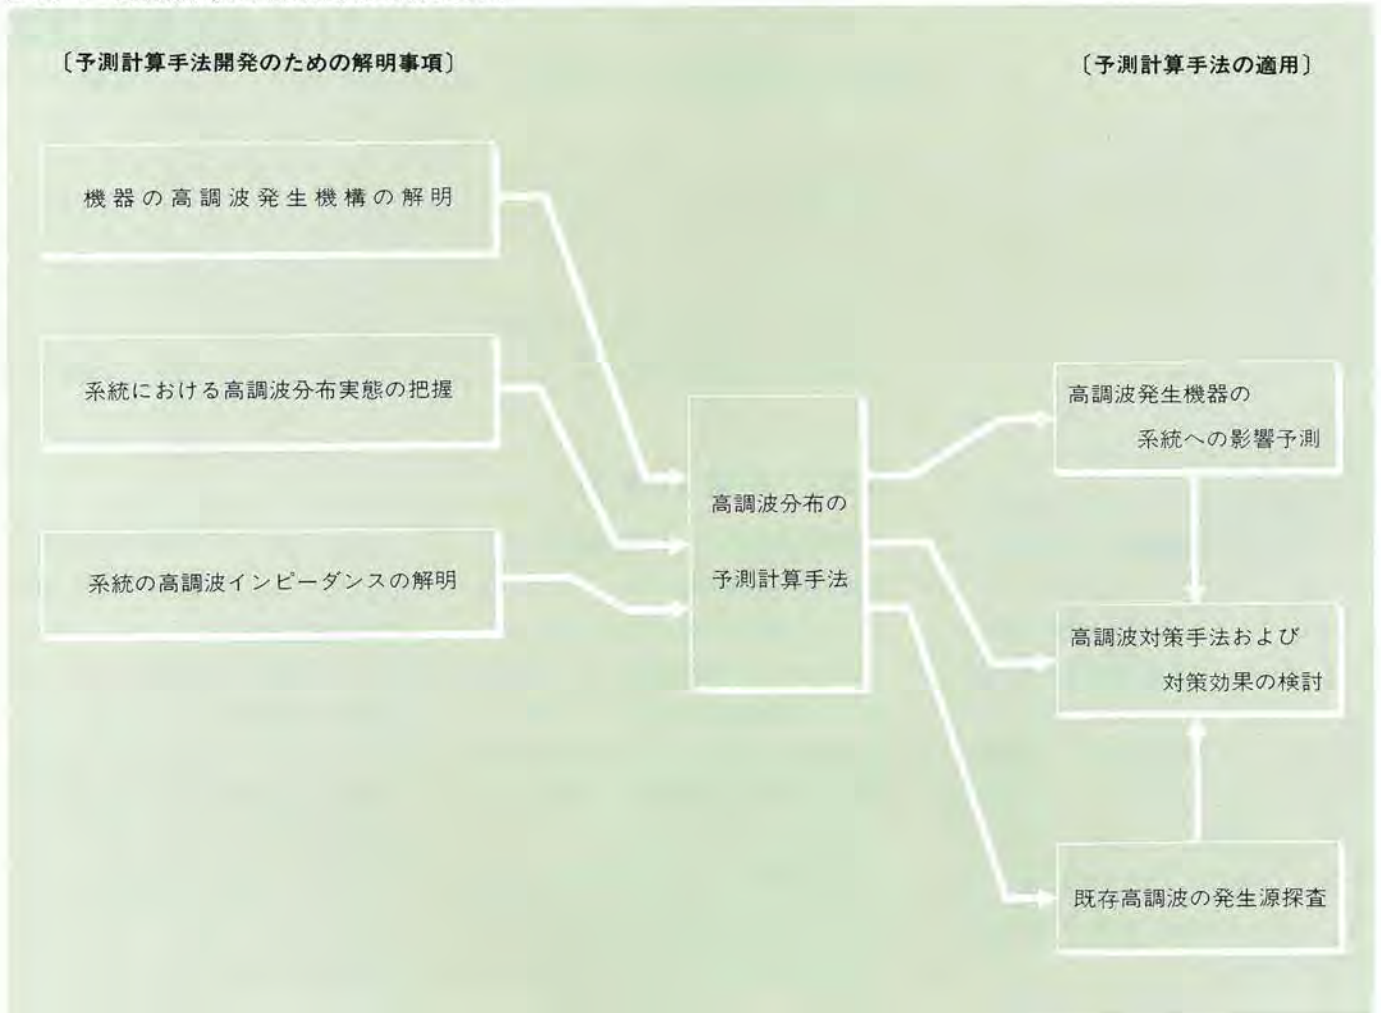 〔予測計算手法開発のための解明事項〕
〔予測計算手法の適用〕
機器の高調波発生機構の解明
系統における高調波分布実態の把握
系統の高調波インピーダンスの解明
高調波分布の
予測計算手法
高調波発生機器の
系統への影響予測
高調波対策手法および
対策効果の検討
既存高調波の発生源探査